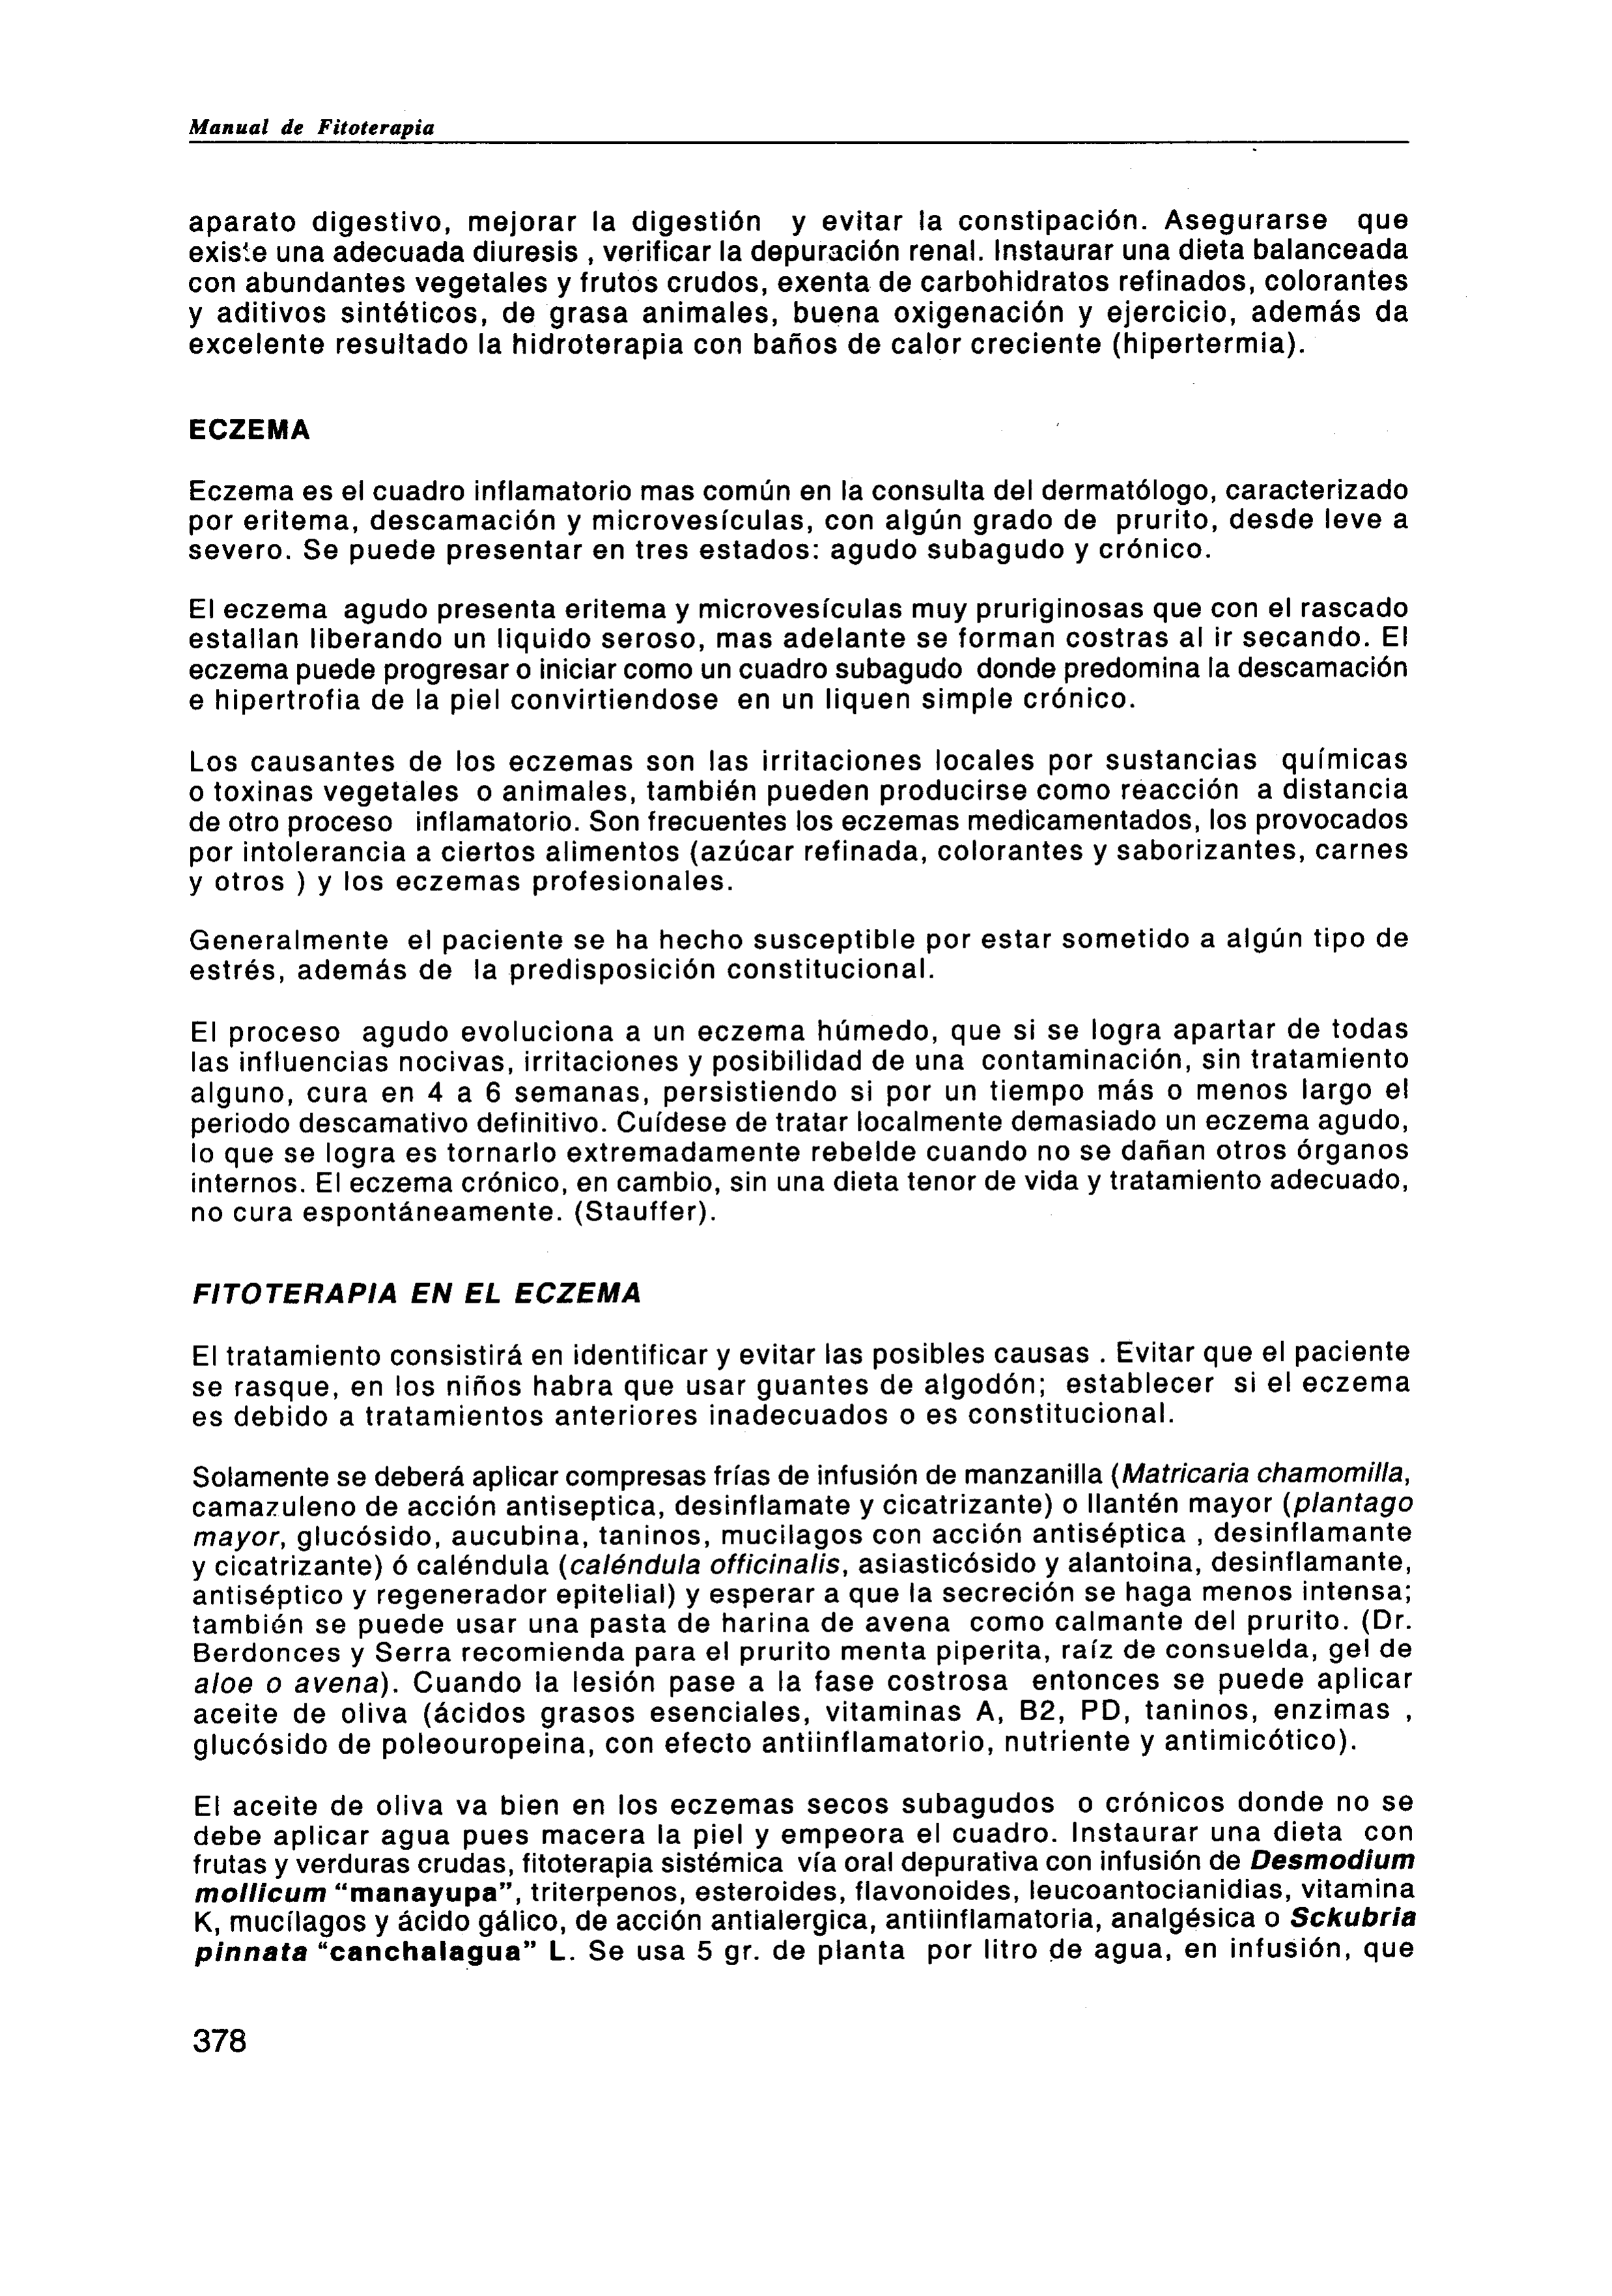 Manual de Fitoterapia
aparato digestivo, mejorar la digestión y evitar la constipación. Asegurarse que
existe una adecuada diuresis , verificar la depuración renal. Instaurar una dieta balanceada
con abundantes vegetales y frutos crudos, exenta de carbohidratos refinados, colorantes
y aditivos sintéticos, de grasa animales, buena oxigenación y ejercicio, además da
excelente resultado la hidroterapia con baños de calor creciente (hipertermia).
ECZEMA
Eczema es el cuadro inflamatorio mas común en la consulta del dermatólogo, caracterizado
por eritema, descamación y microvesículas, con algún grado de prurito, desde leve a
severo. Se puede presentar en tres estados: agudo subagudo y crónico.
El eczema agudo presenta eritema y microvesículas muy pruriginosas que con el rascado
estallan liberando un liquido seroso, mas adelante se forman costras al ir secando. El
eczema puede progresar o iniciar como un cuadro subagudo donde predomina la descamación
e hipertrofia de la piel convirtiendose en un liquen simple crónico.
Los causantes de los eczemas son las irritaciones locales por sustancias químicas
o toxinas vegetales o animales, también pueden producirse como reacción a distancia
de otro proceso inflamatorio. Son frecuentes los eczemas medicamentados, los provocados
por intolerancia a ciertos alimentos (azúcar refinada, colorantes y saborizantes, carnes
y otros ) y los eczemas profesionales.
Generalmente el paciente se ha hecho susceptible por estar sometido a algún tipo de
estrés, además de la predisposición constitucional.
El proceso agudo evoluciona a un eczema húmedo, que si se logra apartar de todas
las influencias nocivas, irritaciones y posibilidad de una contaminación, sin tratamiento
alguno, cura en 4 a 6 semanas, persistiendo si por un tiempo más o menos largo el
periodo descamativo definitivo. Cuídese de tratar localmente demasiado un eczema agudo,
lo que se logra es tornarlo extremadamente rebelde cuando no se dañan otros órganos
internos. El eczema crónico, en cambio, sin una dieta tenor de vida y tratamiento adecuado,
no cura espontáneamente. (Stauffer).
FITOTERAPIA EN EL ECZEMA
El tratamiento consistirá en identificar y evitar las posibles causas . Evitar que el paciente
se rasque, en los niños habra que usar guantes de algodón; establecer si el eczema
es debido a tratamientos anteriores inadecuados o es constitucional.
Solamente se deberá aplicar compresas frías de infusión de manzanilla (Matricaria chamomilla,
camazuleno de acción antiseptica, desinflamate y cicatrizante) o llantén mayor (plantago
mayor, glucósido, aucubina, taninos, mucilagos con acción antiséptica , desinflamante
y cicatrizante) ó caléndula (caléndula officinalis, asiasticósido y alantoina, desinflamante,
antiséptico y regenerador epitelial) y esperar a que la secreción se haga menos intensa;
también se puede usar una pasta de harina de avena como calmante del prurito. (Dr.
Berdonces y Serra recomienda para el prurito menta piperita, raíz de consuelda, gel de
aloe o avena). Cuando la lesión pase a la fase costrosa entonces se puede aplicar
aceite de oliva (ácidos grasos esenciales, vitaminas A, B2, PD, taninos, enzimas ,
glucósido de poleouropeina, con efecto antiinflamatorio, nutriente y antimicótico).
El aceite de oliva va bien en los eczemas secos subagudos o crónicos donde no se
debe aplicar agua pues macera la piel y empeora el cuadro. Instaurar una dieta con
frutas y verduras crudas, fitoterapia sistémica vía oral depurativa con infusión de Desmodium
mollicum “manayupa”, triterpenos, esteroides, flavonoides, leucoantocianidias, vitamina
K, mucílagos y ácido gálico, de acción antialergica, antiinflamatoria, analgésica o Sckubria
pinnata “canchalagua” L. Se usa 5 gr. de planta por litro de agua, en infusión, que
378